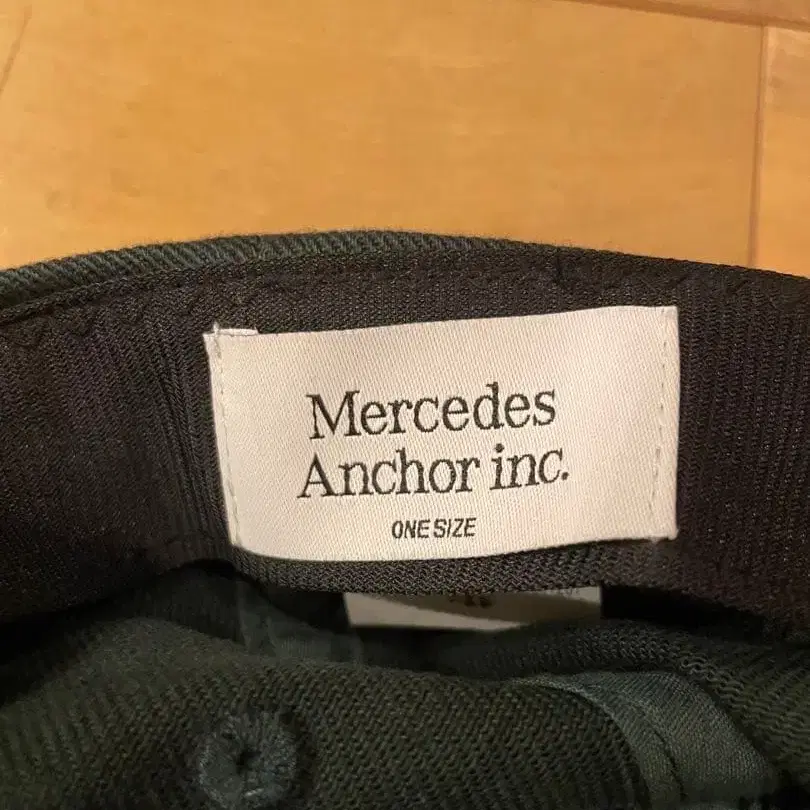 Mercedes
Anchor inc.
ONE SIZE